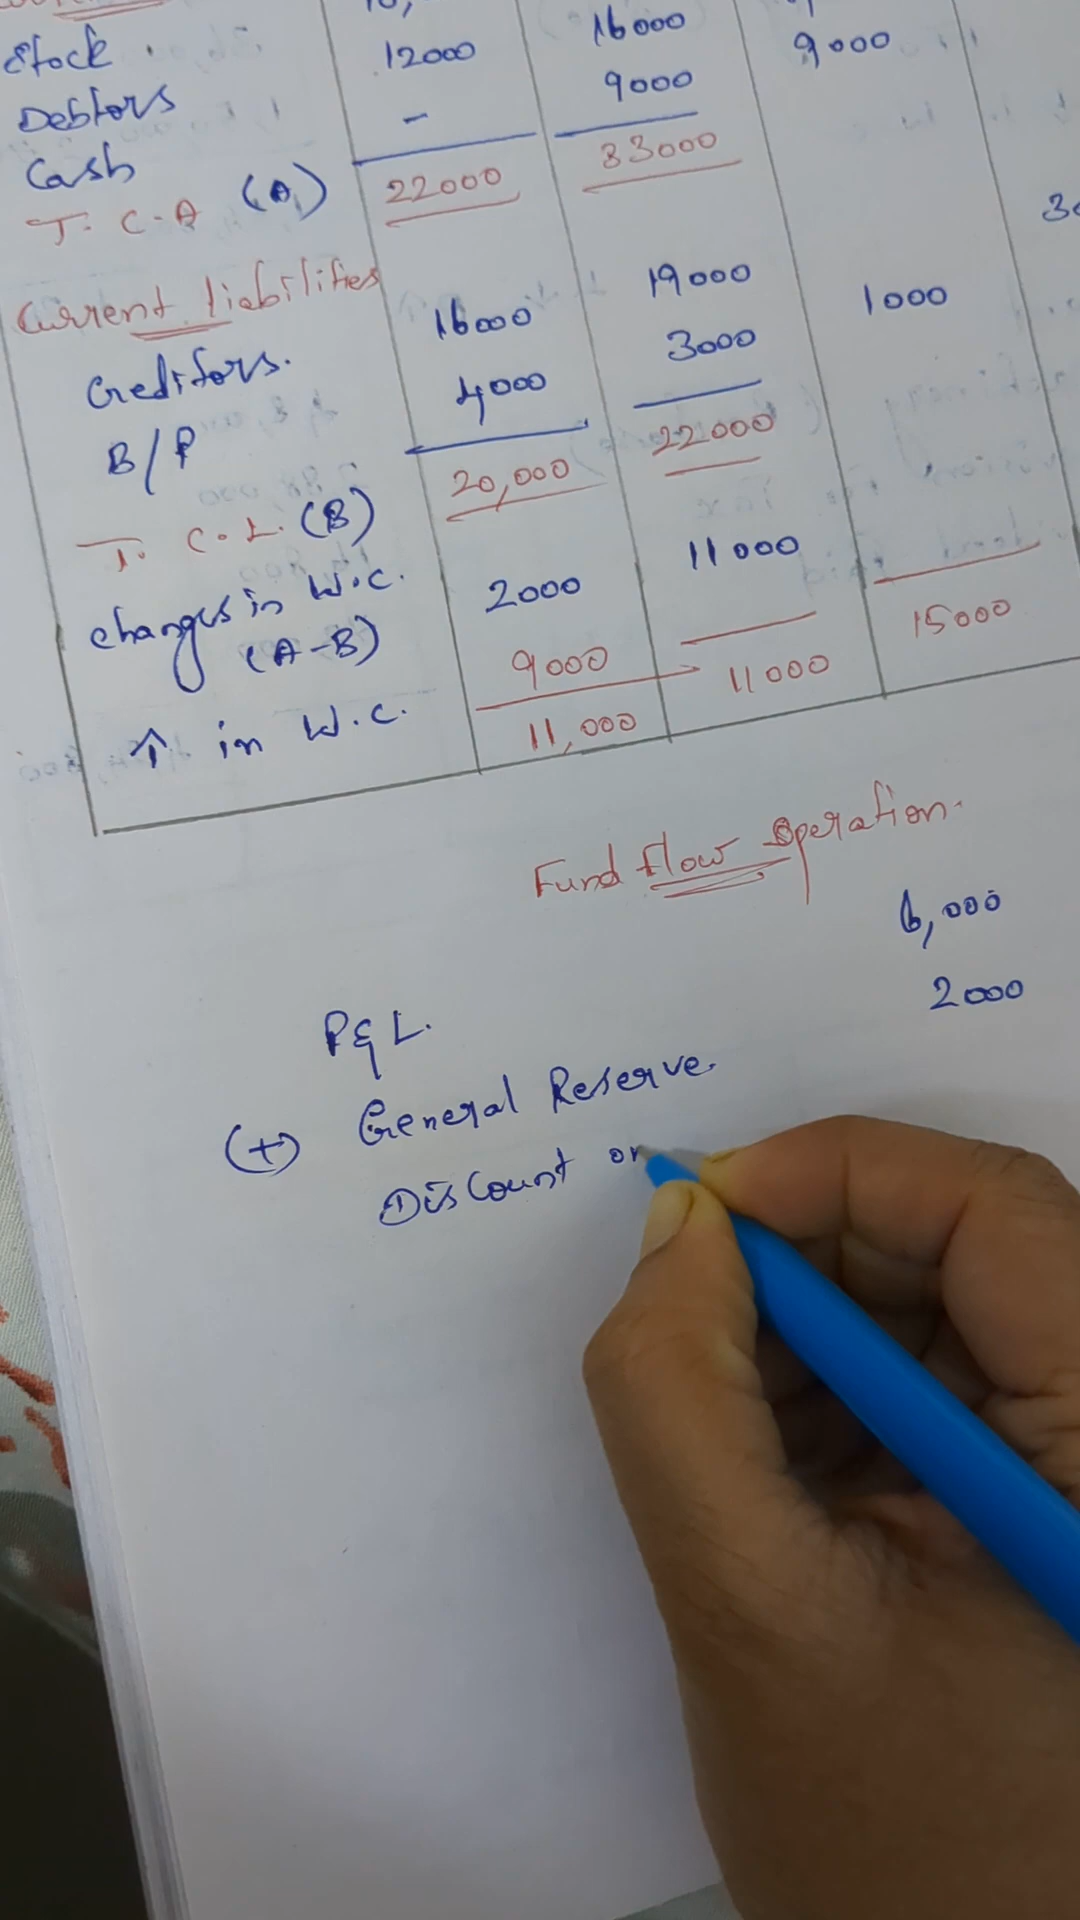 Stock . 12000 16000 9000
Debtors - 9000
Cash
T. C-A (A) 22000 33000
Current liabilities
Creditors. 16000 19000 1000
B/P 4000 3000
T. C.L. (B) 20,000 22000
changes in W.C. (A-B) 2000 11000
9000 11000 15000
↑ in W.C. 11,000
Fund flow operation.
P&L. 6,000
(+) General Reserve. 2000
Discount on